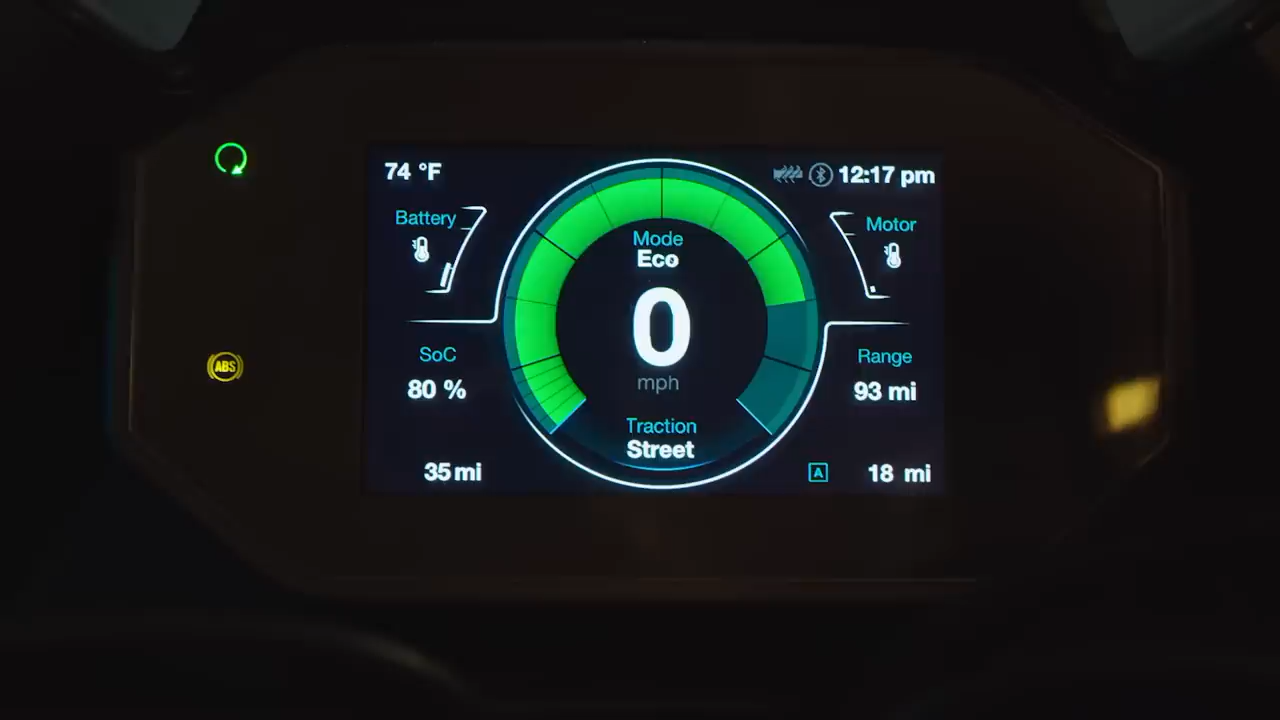 74 °F
12:17 pm
Battery
Motor
Mode
Eco
0
mph
SoC
80 %
Range
93 mi
Traction
Street
35 mi
A
18 mi
ABS